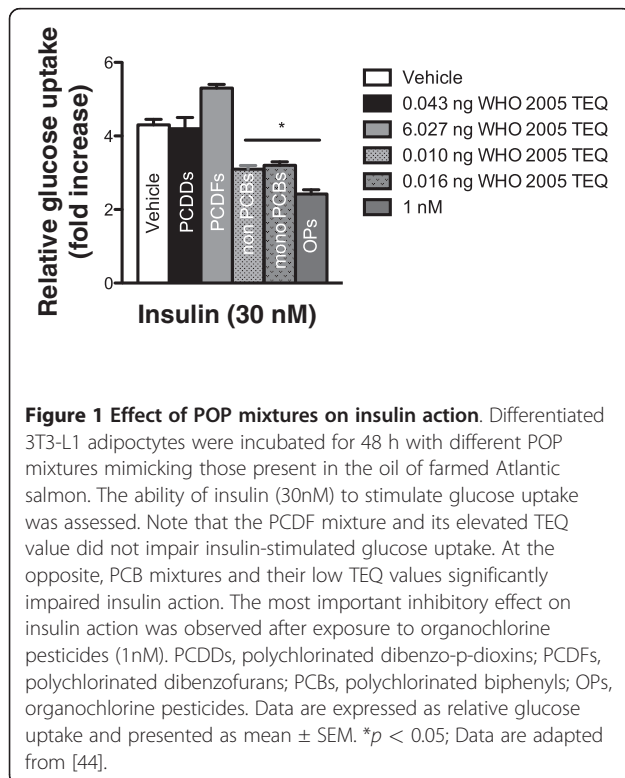 Relative glucose uptake
(fold increase)
6
4
2
0
Vehicle
PCDDs
PCDFs
non PCBs
mono PCBs
OPs
*
Insulin (30 nM)
Vehicle
0.043 ng WHO 2005 TEQ
6.027 ng WHO 2005 TEQ
0.010 ng WHO 2005 TEQ
0.016 ng WHO 2005 TEQ
1 nM
Figure 1 Effect of POP mixtures on insulin action. Differentiated
3T3-L1 adipoctytes were incubated for 48 h with different POP
mixtures mimicking those present in the oil of farmed Atlantic
salmon. The ability of insulin (30nM) to stimulate glucose uptake
was assessed. Note that the PCDF mixture and its elevated TEQ
value did not impair insulin-stimulated glucose uptake. At the
opposite, PCB mixtures and their low TEQ values significantly
impaired insulin action. The most important inhibitory effect on
insulin action was observed after exposure to organochlorine
pesticides (1nM). PCDDs, polychlorinated dibenzo-p-dioxins; PCDFs,
polychlorinated dibenzofurans; PCBs, polychlorinated biphenyls; OPs,
organochlorine pesticides. Data are expressed as relative glucose
uptake and presented as mean ± SEM. *p < 0.05; Data are adapted
from [44].